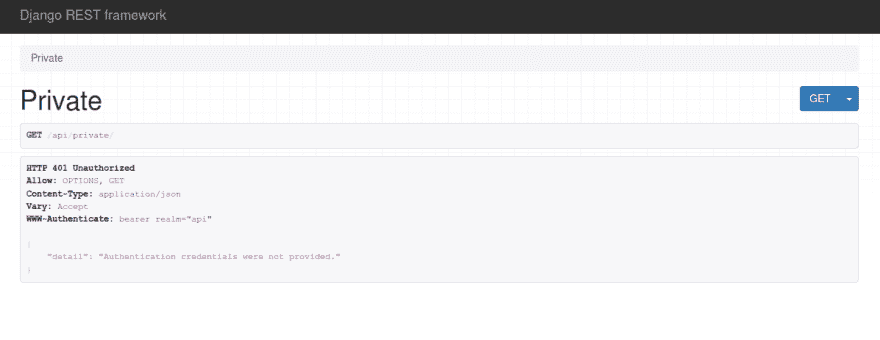 Django REST framework
Private
Private
GET
GET /api/private/
HTTP 401 Unauthorized
Allow: OPTIONS, GET
Content-Type: application/json
Vary: Accept
WWW-Authenticate: bearer realm="api"
{
"detail": "Authentication credentials were not provided."
}